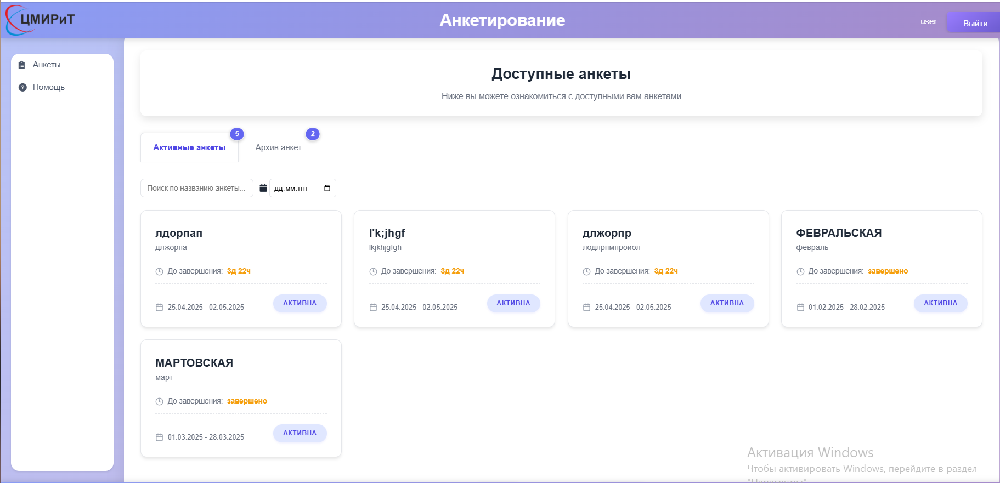 ЦМИРиТ
Анкетирование
user
Выйти
Анкеты
Помощь
Доступные анкеты
Ниже вы можете ознакомиться с доступными вам анкетами
Активные анкеты
5
Архив анкет
2
Поиск по названию анкеты...
дд.мм.гггг
лдорпап
длжорпа
До завершения: 3д 22ч
25.04.2025 - 02.05.2025
АКТИВНА
l'k;jhgf
lkjkhjgfgh
До завершения: 3д 22ч
25.04.2025 - 02.05.2025
АКТИВНА
длжорпр
лодлрпмпроиол
До завершения: 3д 22ч
25.04.2025 - 02.05.2025
АКТИВНА
ФЕВРАЛЬСКАЯ
февраль
До завершения: завершено
01.02.2025 - 28.02.2025
АКТИВНА
МАРТОВСКАЯ
март
До завершения: завершено
01.03.2025 - 28.03.2025
АКТИВНА
Активация Windows
Чтобы активировать Windows, перейдите в раздел
"Параметры"